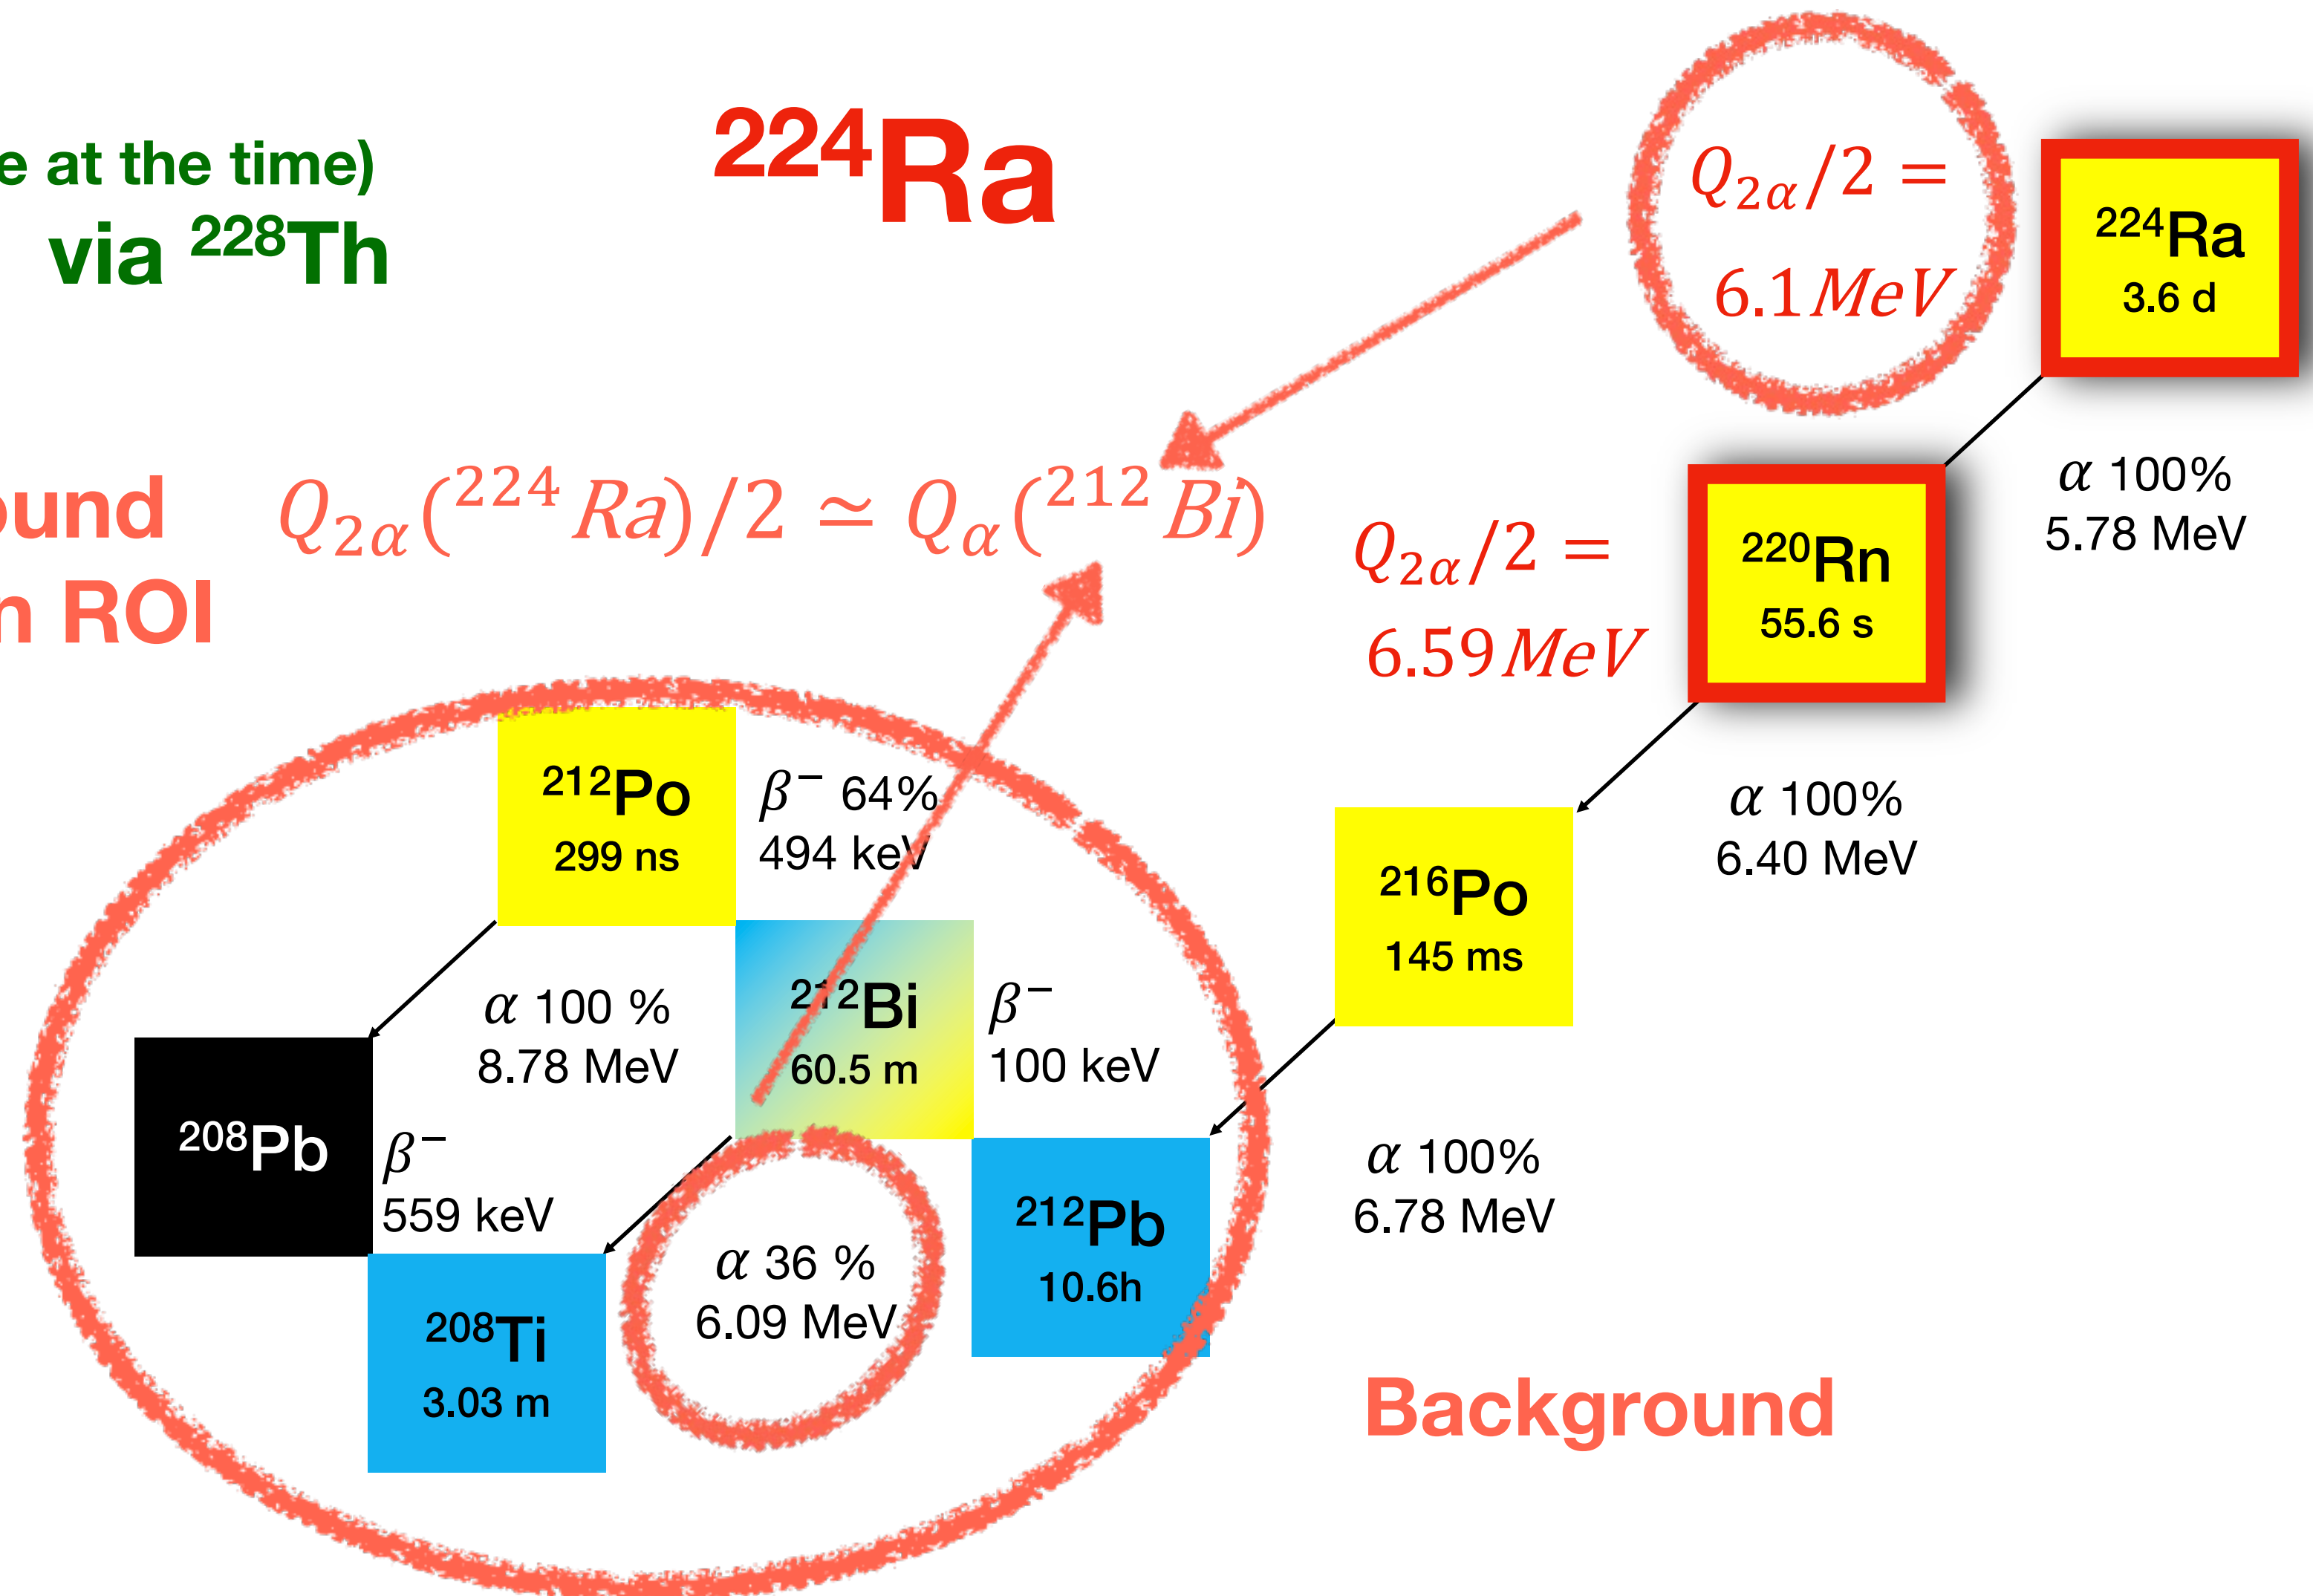 e at the time)
via ²²⁸Th
²²⁴Ra
Q₂α/2 =
6.1MeV
²²⁴Ra
3.6 d
α 100%
5.78 MeV
ound
n ROI
Q₂α(²²⁴Ra)/2 ≃ Qα(²¹²Bi)
Q₂α/2 =
6.59MeV
²²⁰Rn
55.6 s
α 100%
6.40 MeV
²¹²Po
299 ns
β⁻ 64%
494 keV
²¹⁶Po
145 ms
α 100 %
8.78 MeV
²¹²Bi
60.5 m
β⁻
100 keV
²⁰⁸Pb
β⁻
559 keV
α 100%
6.78 MeV
²¹²Pb
10.6h
α 36 %
6.09 MeV
²⁰⁸Ti
3.03 m
Background